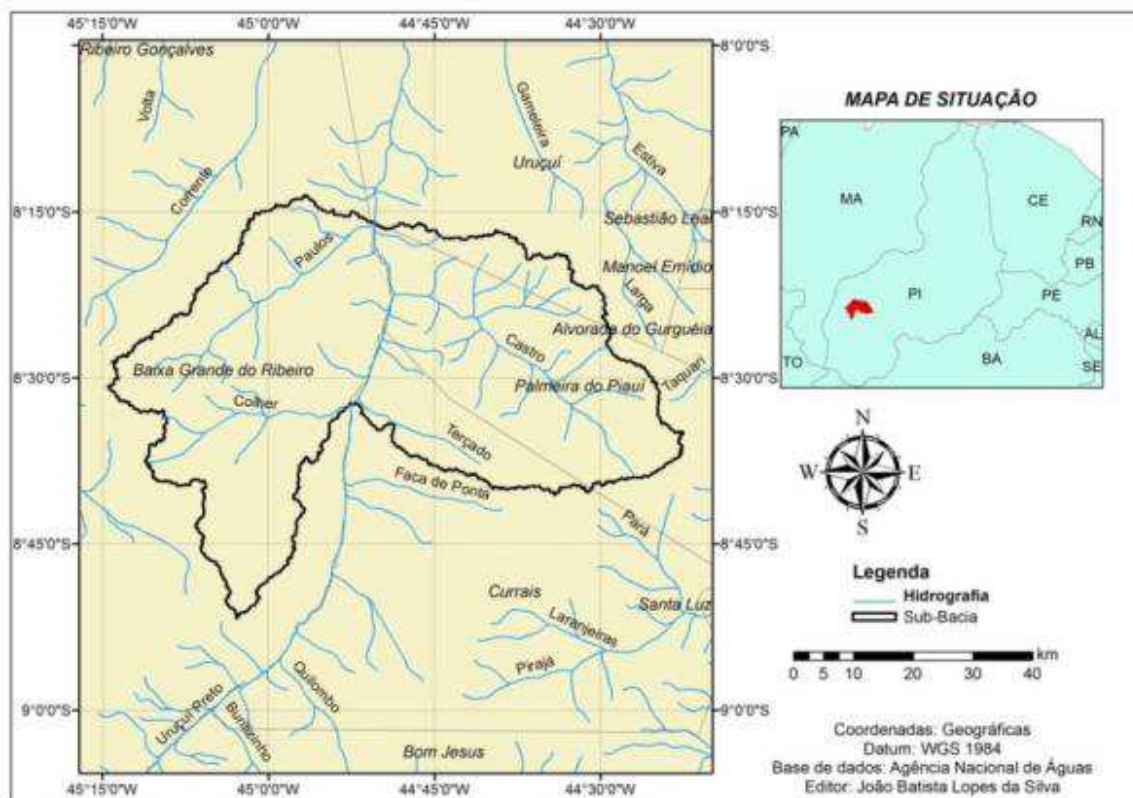 45°15'0"W 45°0'0"W 44°45'0"W 44°30'0"W
Ribeiro Gonçalves
8°0'0"S
Volta
Gameleira
Uruçuí
Estiva
Corrente
8°15'0"S 8°15'0"S
Sebastião Leal
Paulos
Manoel Emídio
Larga
Alvorada do Gurguéia
Castro
Baixa Grande do Ribeiro
Palmeira do Piauí
Taquari
8°30'0"S 8°30'0"S
Colher
Terçado
Faca de Ponta
Pará
8°45'0"S 8°45'0"S
Currais
Santa Luz
Laranjeiras
Pirajá
Quilombo
Uruçuí Preto
Buritizinho
9°0'0"S 9°0'0"S
Bom Jesus
45°15'0"W 45°0'0"W 44°45'0"W 44°30'0"W
MAPA DE SITUAÇÃO
PA
MA
CE
RN
PB
PI
PE
AL
TO
BA
SE
N
W E
S
Legenda
Hidrografia
Sub-Bacia
km
0 5 10 20 30 40
Coordenadas: Geográficas
Datum: WGS 1984
Base de dados: Agência Nacional de Águas
Editor: João Batista Lopes da Silva